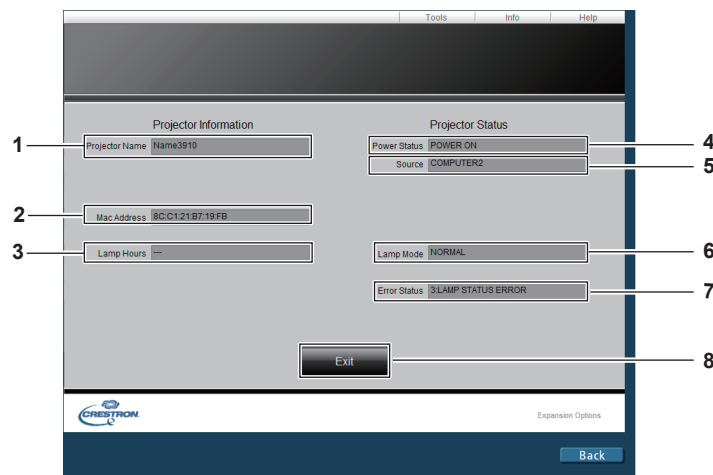 Tools Info Help
Projector Information Projector Status
1 Projector Name Name3910 Power Status POWER ON 4
Source COMPUTER2 5
2 Mac Address 8C:C1:21:B7:19:FB
3 Lamp Hours --- Lamp Mode NORMAL 6
Error Status 3:LAMP STATUS ERROR 7
Exit 8
CRESTRON. Expansion Options
Back